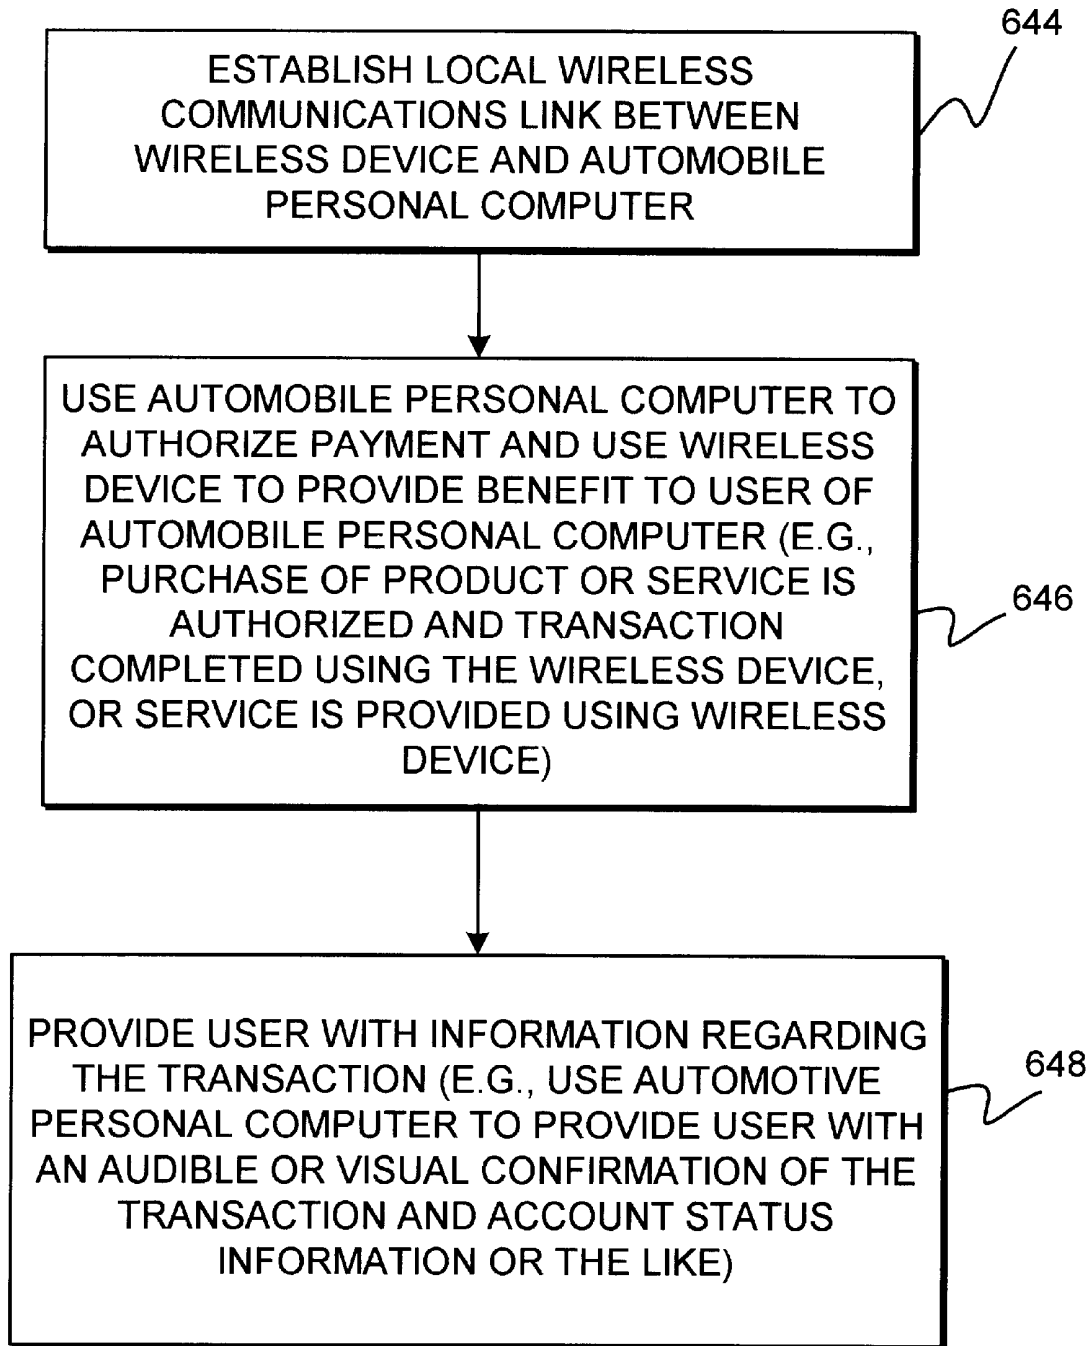 644
ESTABLISH LOCAL WIRELESS
COMMUNICATIONS LINK BETWEEN
WIRELESS DEVICE AND AUTOMOBILE
PERSONAL COMPUTER
USE AUTOMOBILE PERSONAL COMPUTER TO
AUTHORIZE PAYMENT AND USE WIRELESS
DEVICE TO PROVIDE BENEFIT TO USER OF
AUTOMOBILE PERSONAL COMPUTER (E.G.,
PURCHASE OF PRODUCT OR SERVICE IS
AUTHORIZED AND TRANSACTION
COMPLETED USING THE WIRELESS DEVICE,
OR SERVICE IS PROVIDED USING WIRELESS
DEVICE)
646
PROVIDE USER WITH INFORMATION REGARDING
THE TRANSACTION (E.G., USE AUTOMOTIVE
PERSONAL COMPUTER TO PROVIDE USER WITH
AN AUDIBLE OR VISUAL CONFIRMATION OF THE
TRANSACTION AND ACCOUNT STATUS
INFORMATION OR THE LIKE)
648